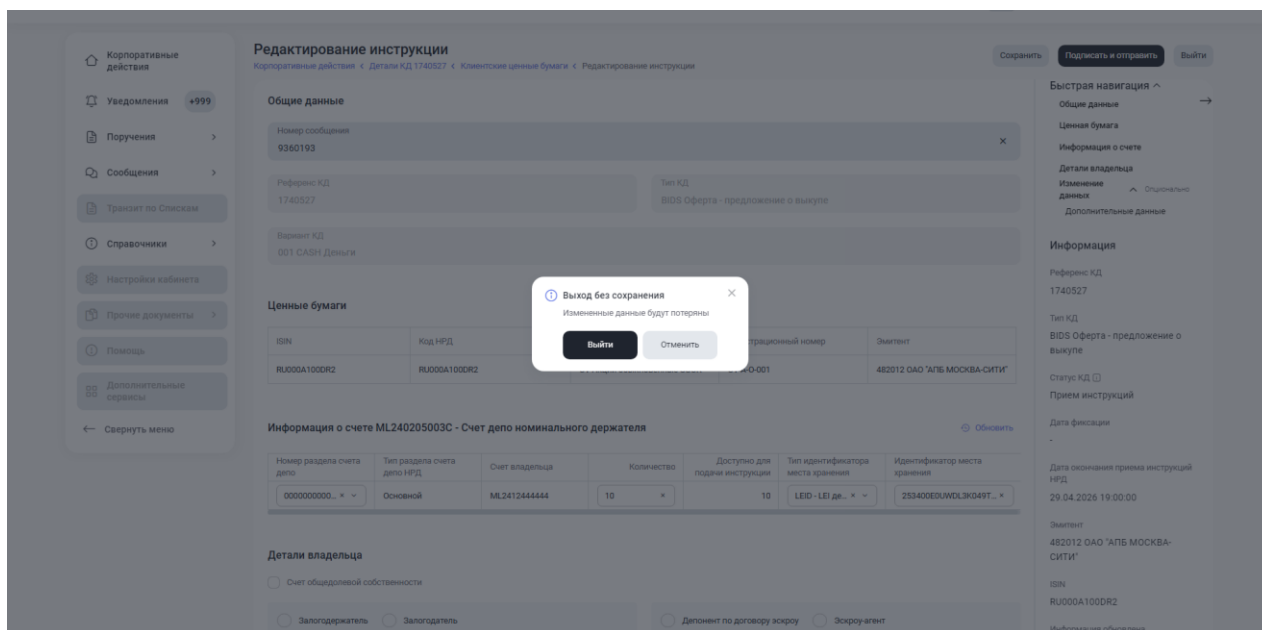 Корпоративные
действия
Уведомления +999
Поручения
Сообщения
Транзит по Спискам
Справочники
Настройки кабинета
Прочие документы
Помощь
Дополнительные
сервисы
Свернуть меню
Редактирование инструкции
Корпоративные действия < Детали КД 1740527 < Клиентские ценные бумаги < Редактирование инструкции
Сохранить Подписать и отправить Выйти
Общие данные
Номер сообщения
9360193
Референс КД Тип КД
1740527 BIDS Оферта - предложение о выкупе
Вариант КД
001 CASH Деньги
Выход без сохранения
Измененные данные будут потеряны
Выйти Отменить
Ценные бумаги
ISIN Код НРД номер Эмитент
RU000A100DR2 RU000A100DR2 482012 ОАО "АПБ МОСКВА-СИТИ"
Информация о счете ML240205003C - Счет депо номинального держателя Обновить
Номер раздела счета Тип раздела счета Счет владельца Количество Доступно для Тип идентификатора Идентификатор места
депо депо НРД подачи инструкции места хранения хранения
0000000000... Основной ML2412444444 10 10 LEID - LEI де... 253400E0UWDL3K049T...
Детали владельца
Счет общедолевой собственности
Залогодержатель Залогодатель Депонент по договору эскроу Эскроу-агент
Быстрая навигация
Общие данные
Ценная бумага
Информация о счете
Детали владельца
Изменение
данных Опционально
Дополнительные данные
Информация
Референс КД
1740527
Тип КД
BIDS Оферта - предложение о
выкупе
Статус КД
Прием инструкций
Дата фиксации
-
Дата окончания приема инструкций
НРД
29.04.2026 19:00:00
Эмитент
482012 ОАО "АПБ МОСКВА-
СИТИ"
ISIN
RU000A100DR2